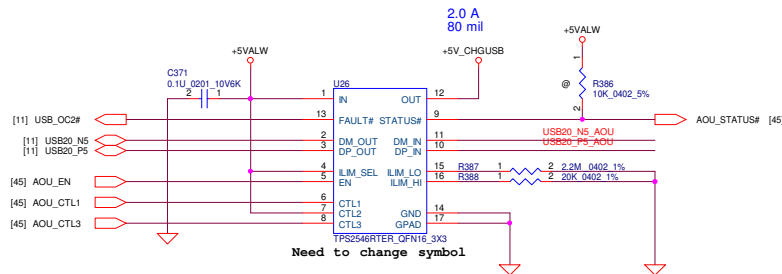 2.0 A
80 mil
+5VALW
+5V_CHGUSB
+5VALW
C371
0.1U_0201_10V6K
2 1
U26
@
1
R386
10K_0402_5%
2
1 IN
OUT 12
[11] USB_OC2#
13 FAULT#
STATUS# 9
AOU_STATUS# [45]
[11] USB20_N5
2 DM_OUT
DM_IN 11
USB20_N5_AOU
[11] USB20_P5
3 DP_OUT
DP_IN 10
USB20_P5_AOU
4 ILIM_SEL
ILIM_LO 15
R387 1 2 2.2M_0402_1%
[45] AOU_EN
5 EN
ILIM_HI 16
R388 1 2 20K_0402_1%
[45] AOU_CTL1
6 CTL1
7 CTL2
GND 14
[45] AOU_CTL3
8 CTL3
GPAD 17
TPS2546RTER_QFN16_3X3
Need to change symbol